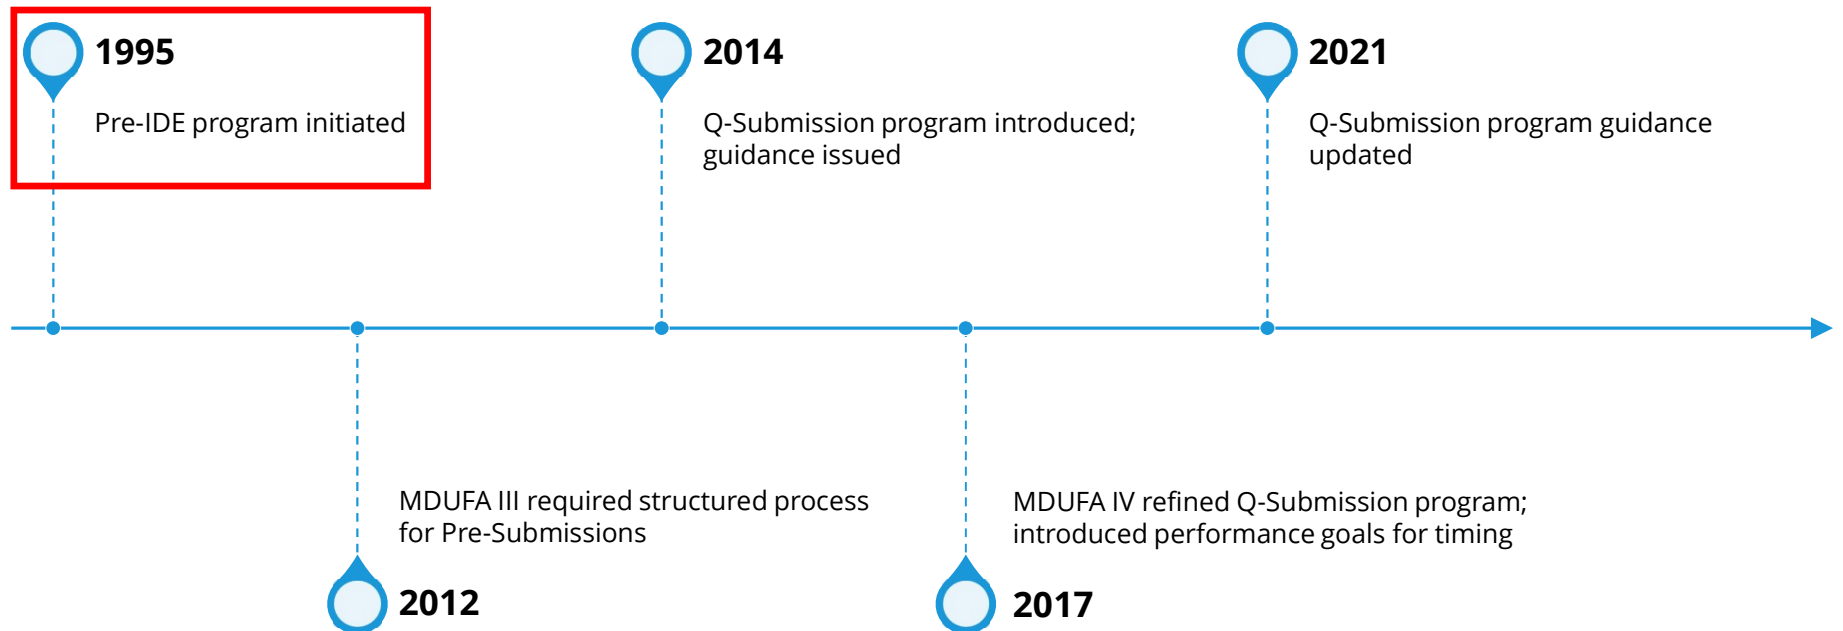 1995
Pre-IDE program initiated
2014
Q-Submission program introduced;
guidance issued
2021
Q-Submission program guidance
updated
MDUFA III required structured process
for Pre-Submissions
2012
MDUFA IV refined Q-Submission program;
introduced performance goals for timing
2017